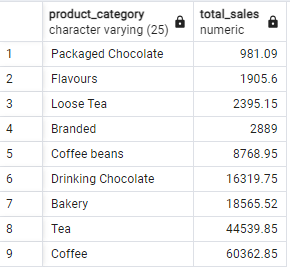 product_category total_sales
character varying (25) numeric
1 Packaged Chocolate 981.09
2 Flavours 1905.6
3 Loose Tea 2395.15
4 Branded 2889
5 Coffee beans 8768.95
6 Drinking Chocolate 16319.75
7 Bakery 18565.52
8 Tea 44539.85
9 Coffee 60362.85